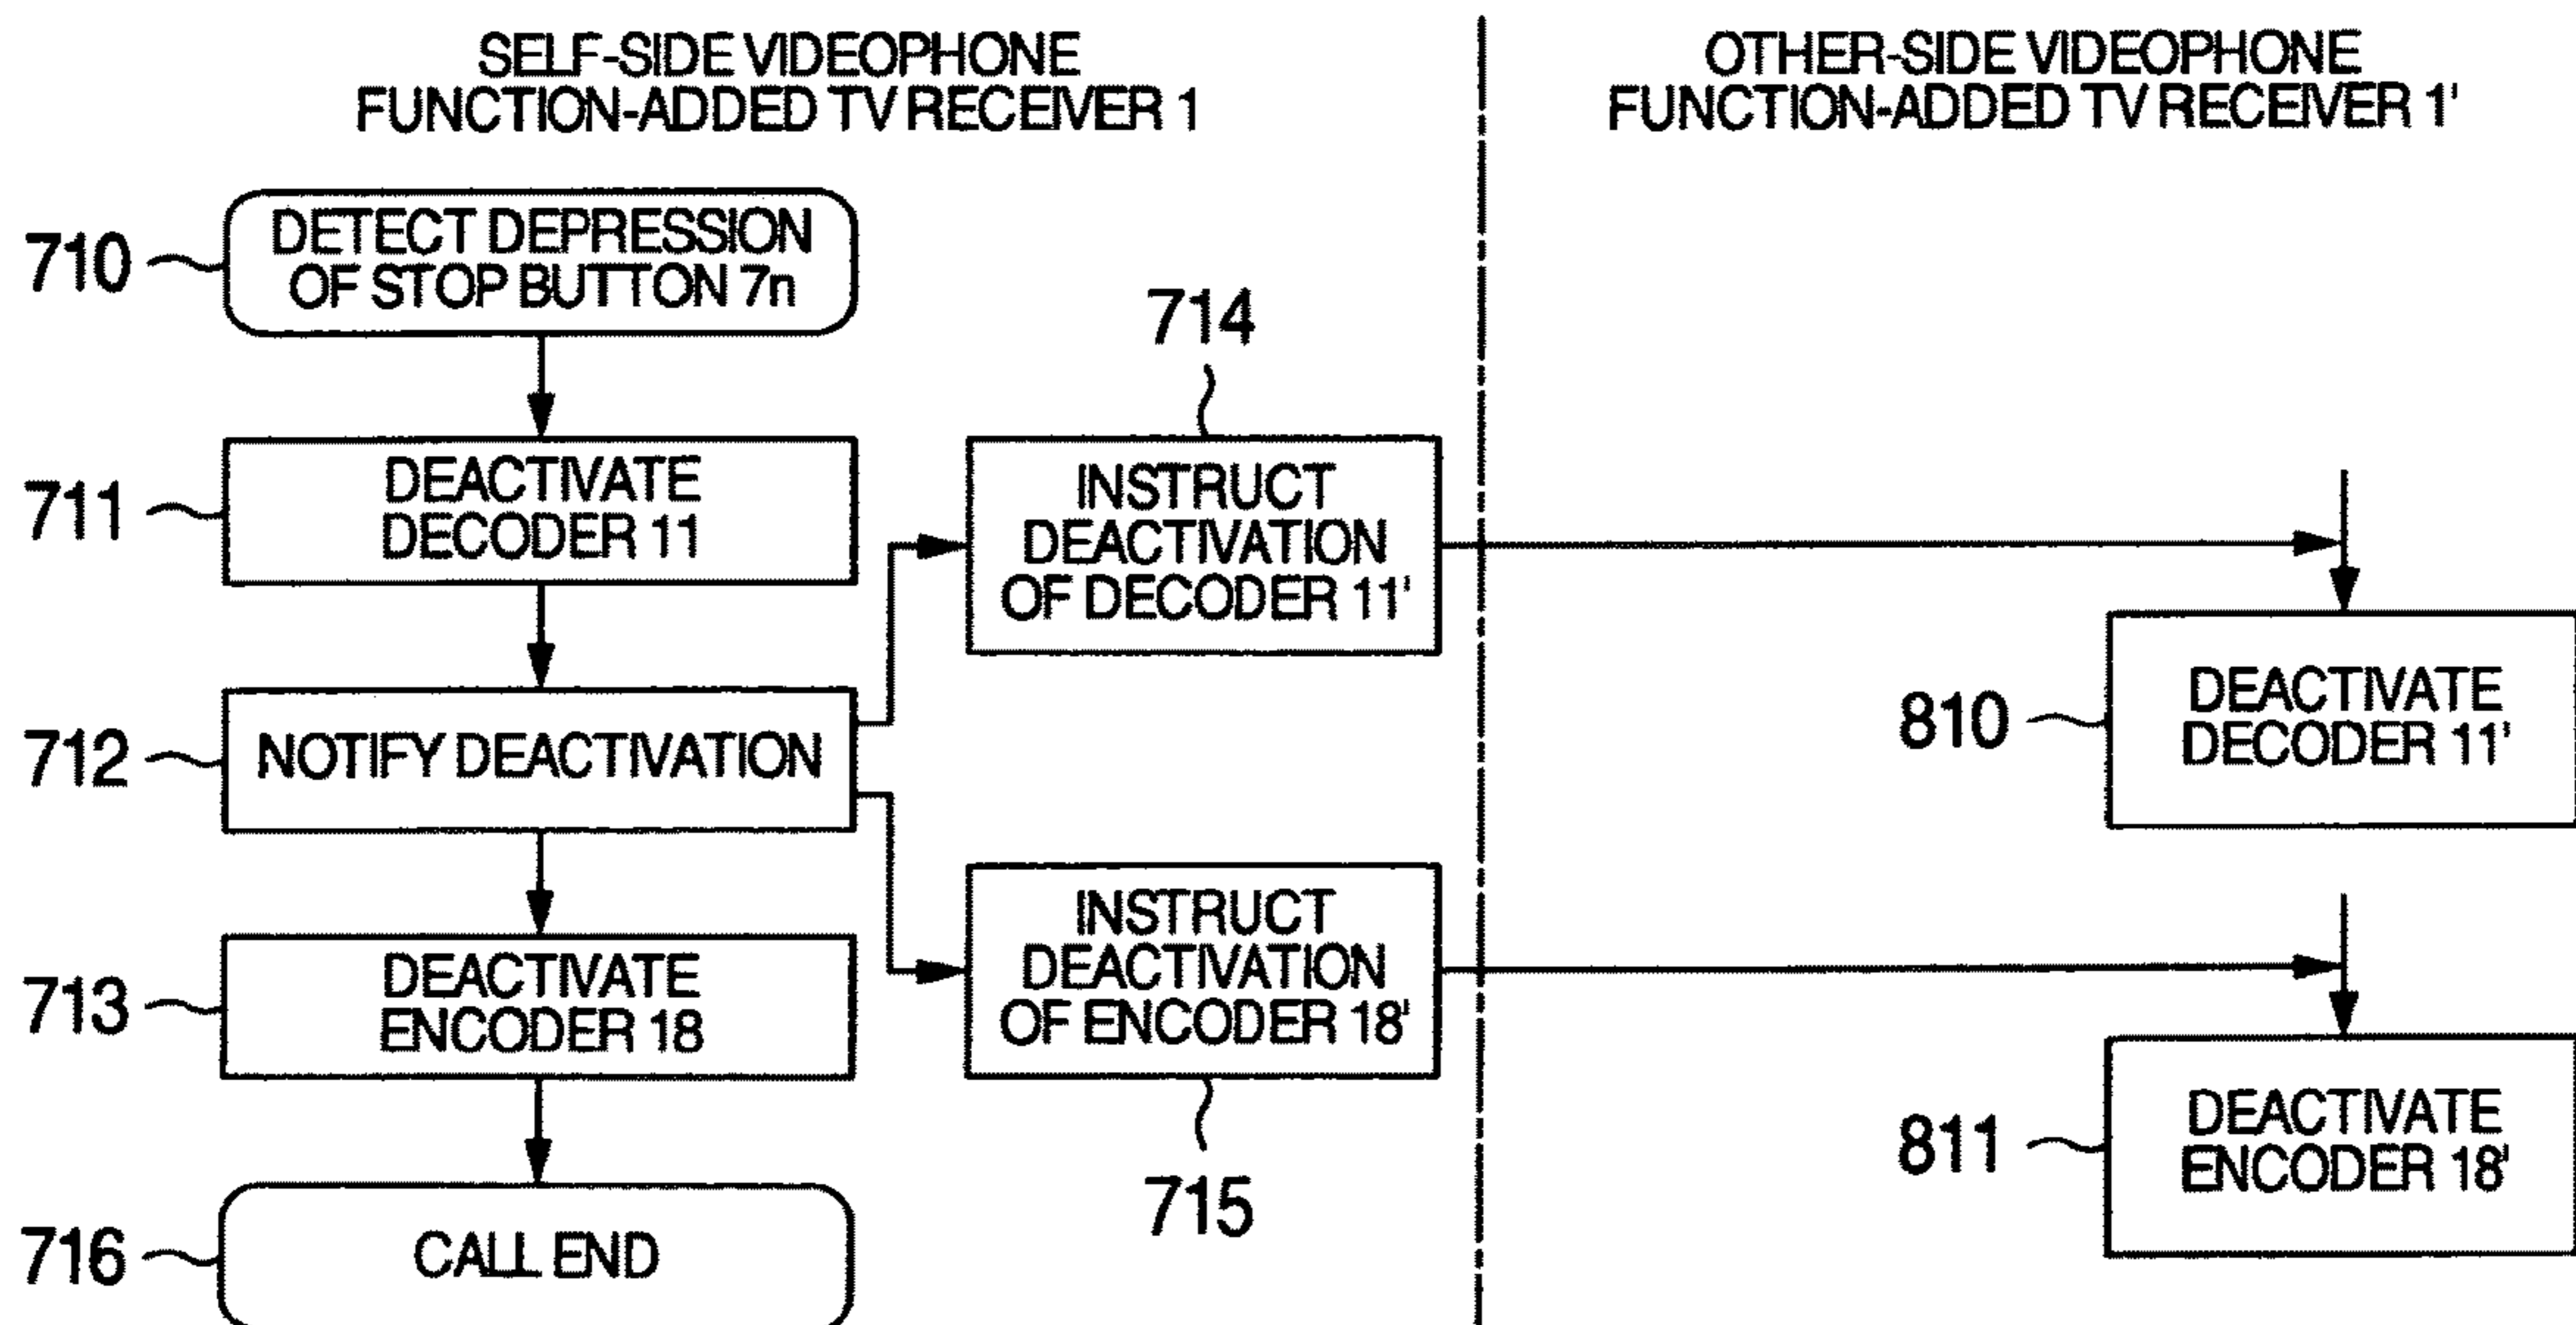 SELF-SIDE VIDEOPHONE
FUNCTION-ADDED TV RECEIVER 1
OTHER-SIDE VIDEOPHONE
FUNCTION-ADDED TV RECEIVER 1'
710
DETECT DEPRESSION
OF STOP BUTTON 7n
714
711
DEACTIVATE
DECODER 11
INSTRUCT
DEACTIVATION
OF DECODER 11'
712
NOTIFY DEACTIVATION
810
DEACTIVATE
DECODER 11'
713
DEACTIVATE
ENCODER 18
INSTRUCT
DEACTIVATION
OF ENCODER 18'
715
811
DEACTIVATE
ENCODER 18'
716
CALL END